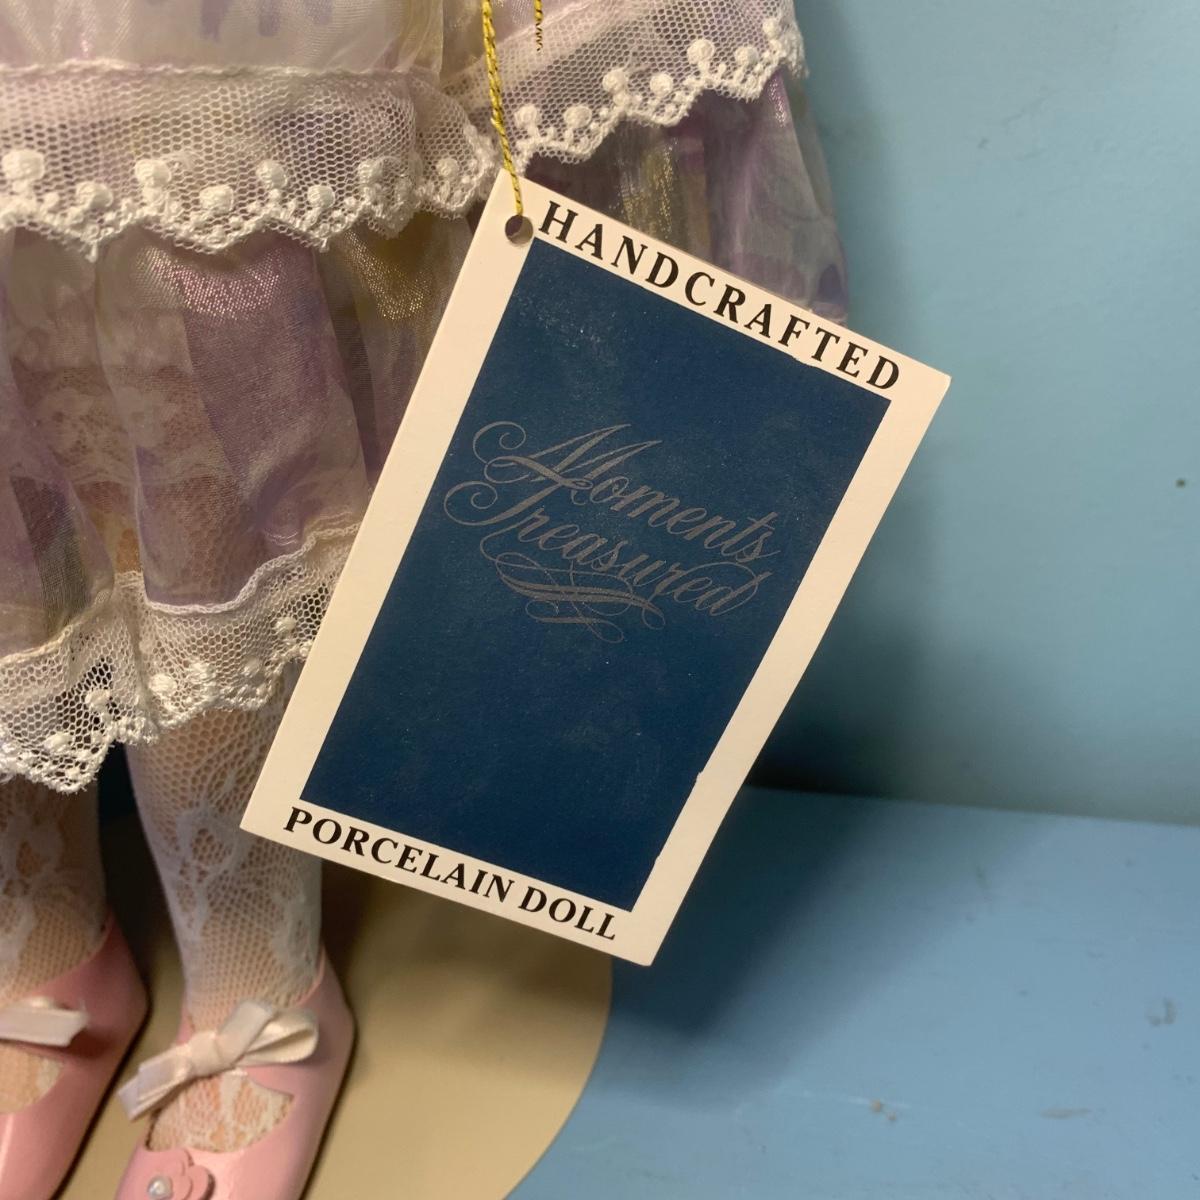 HANDCRAFTED
Moments
Treasured
PORCELAIN DOLL